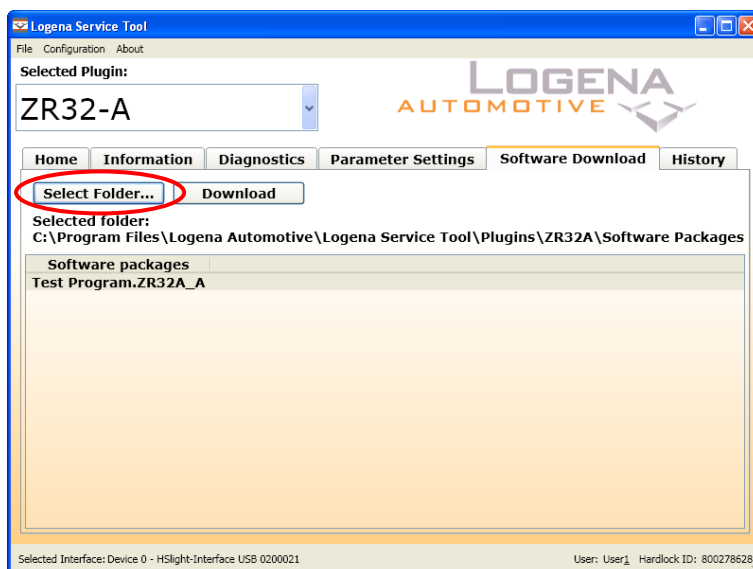 Logena Service Tool
File Configuration About
Selected Plugin:
LOGENA
AUTOMOTIVE
ZR32-A
Home Information Diagnostics Parameter Settings Software Download History
Select Folder... Download
Selected folder:
C:\Program Files\Logena Automotive\Logena Service Tool\Plugins\ZR32A\Software Packages
Software packages
Test Program.ZR32A_A
Selected Interface: Device 0 - HSlight-Interface USB 0200021 User: User1 Hardlock ID: 800278628